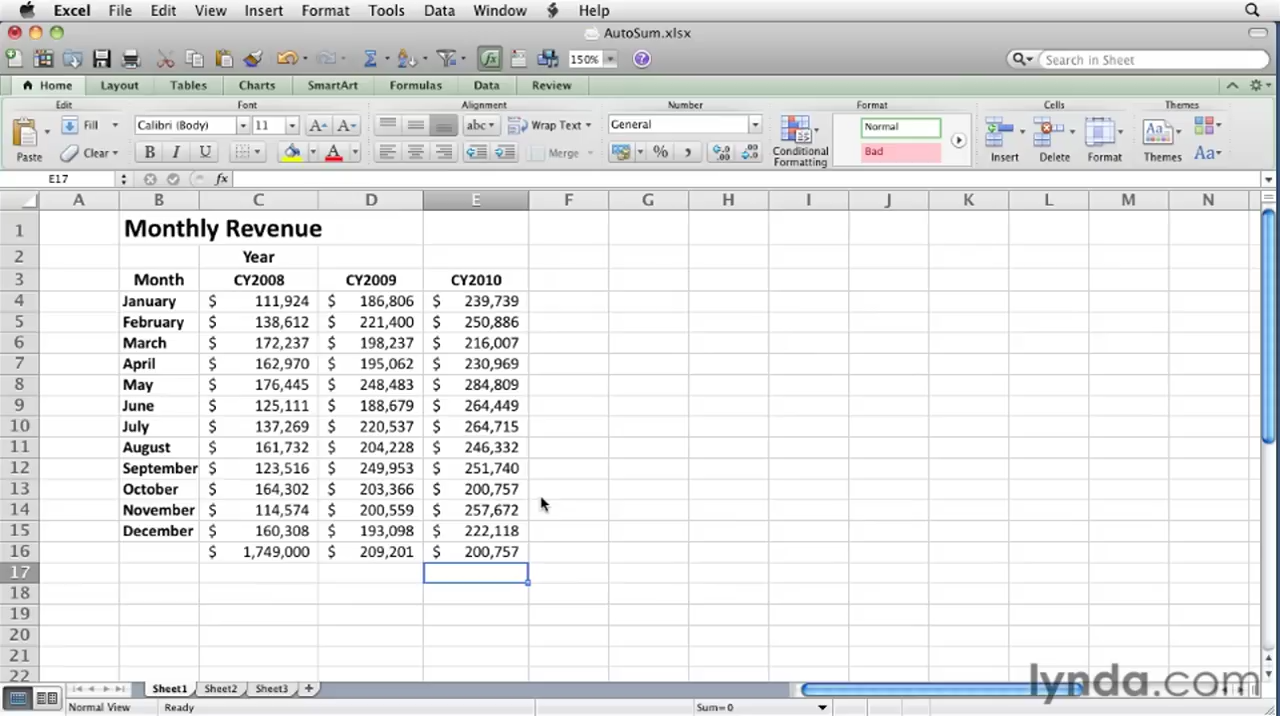 Excel File Edit View Insert Format Tools Data Window Help
AutoSum.xlsx
150% Search in Sheet
Home Layout Tables Charts SmartArt Formulas Data Review
Edit Font Alignment Number Format Cells Themes
Fill Calibri (Body) 11 A A abc Wrap Text General Normal
Paste Clear B I U A Merge % Conditional Formatting Bad Insert Delete Format Themes Aa
E17 fx
A B C D E F G H I J K L M N
1 Monthly Revenue
2 Year
3 Month CY2008 CY2009 CY2010
4 January $ 111,924 $ 186,806 $ 239,739
5 February $ 138,612 $ 221,400 $ 250,886
6 March $ 172,237 $ 198,237 $ 216,007
7 April $ 162,970 $ 195,062 $ 230,969
8 May $ 176,445 $ 248,483 $ 284,809
9 June $ 125,111 $ 188,679 $ 264,449
10 July $ 137,269 $ 220,537 $ 264,715
11 August $ 161,732 $ 204,228 $ 246,332
12 September $ 123,516 $ 249,953 $ 251,740
13 October $ 164,302 $ 203,366 $ 200,757
14 November $ 114,574 $ 200,559 $ 257,672
15 December $ 160,308 $ 193,098 $ 222,118
16 $ 1,749,000 $ 209,201 $ 200,757
17
18
19
20
21
22
Sheet1 Sheet2 Sheet3
lynda.com
Normal View Ready Sum=0